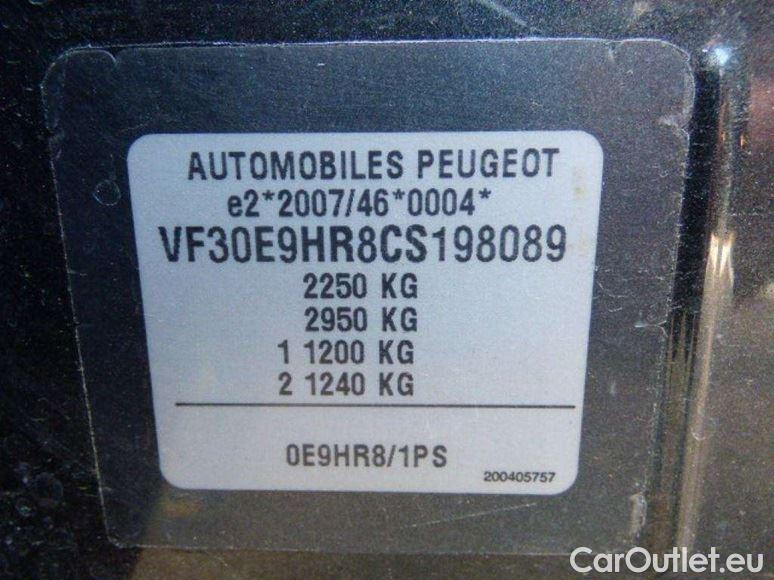 AUTOMOBILES PEUGEOT
e2*2007/46*0004*
VF30E9HR8CS198089
2250 KG
2950 KG
1 1200 KG
2 1240 KG
0E9HR8/1PS
200405757
CarOutlet.eu